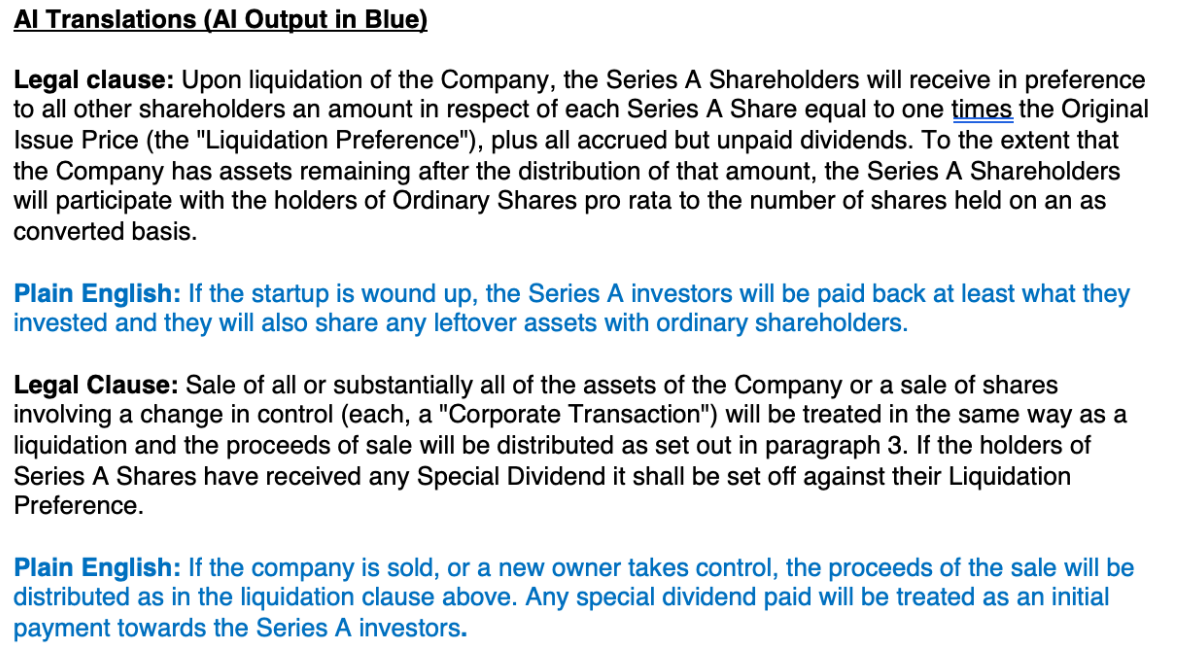 AI Translations (AI Output in Blue)
Legal clause: Upon liquidation of the Company, the Series A Shareholders will receive in preference
to all other shareholders an amount in respect of each Series A Share equal to one times the Original
Issue Price (the "Liquidation Preference"), plus all accrued but unpaid dividends. To the extent that
the Company has assets remaining after the distribution of that amount, the Series A Shareholders
will participate with the holders of Ordinary Shares pro rata to the number of shares held on an as
converted basis.
Plain English: If the startup is wound up, the Series A investors will be paid back at least what they
invested and they will also share any leftover assets with ordinary shareholders.
Legal Clause: Sale of all or substantially all of the assets of the Company or a sale of shares
involving a change in control (each, a "Corporate Transaction") will be treated in the same way as a
liquidation and the proceeds of sale will be distributed as set out in paragraph 3. If the holders of
Series A Shares have received any Special Dividend it shall be set off against their Liquidation
Preference.
Plain English: If the company is sold, or a new owner takes control, the proceeds of the sale will be
distributed as in the liquidation clause above. Any special dividend paid will be treated as an initial
payment towards the Series A investors.